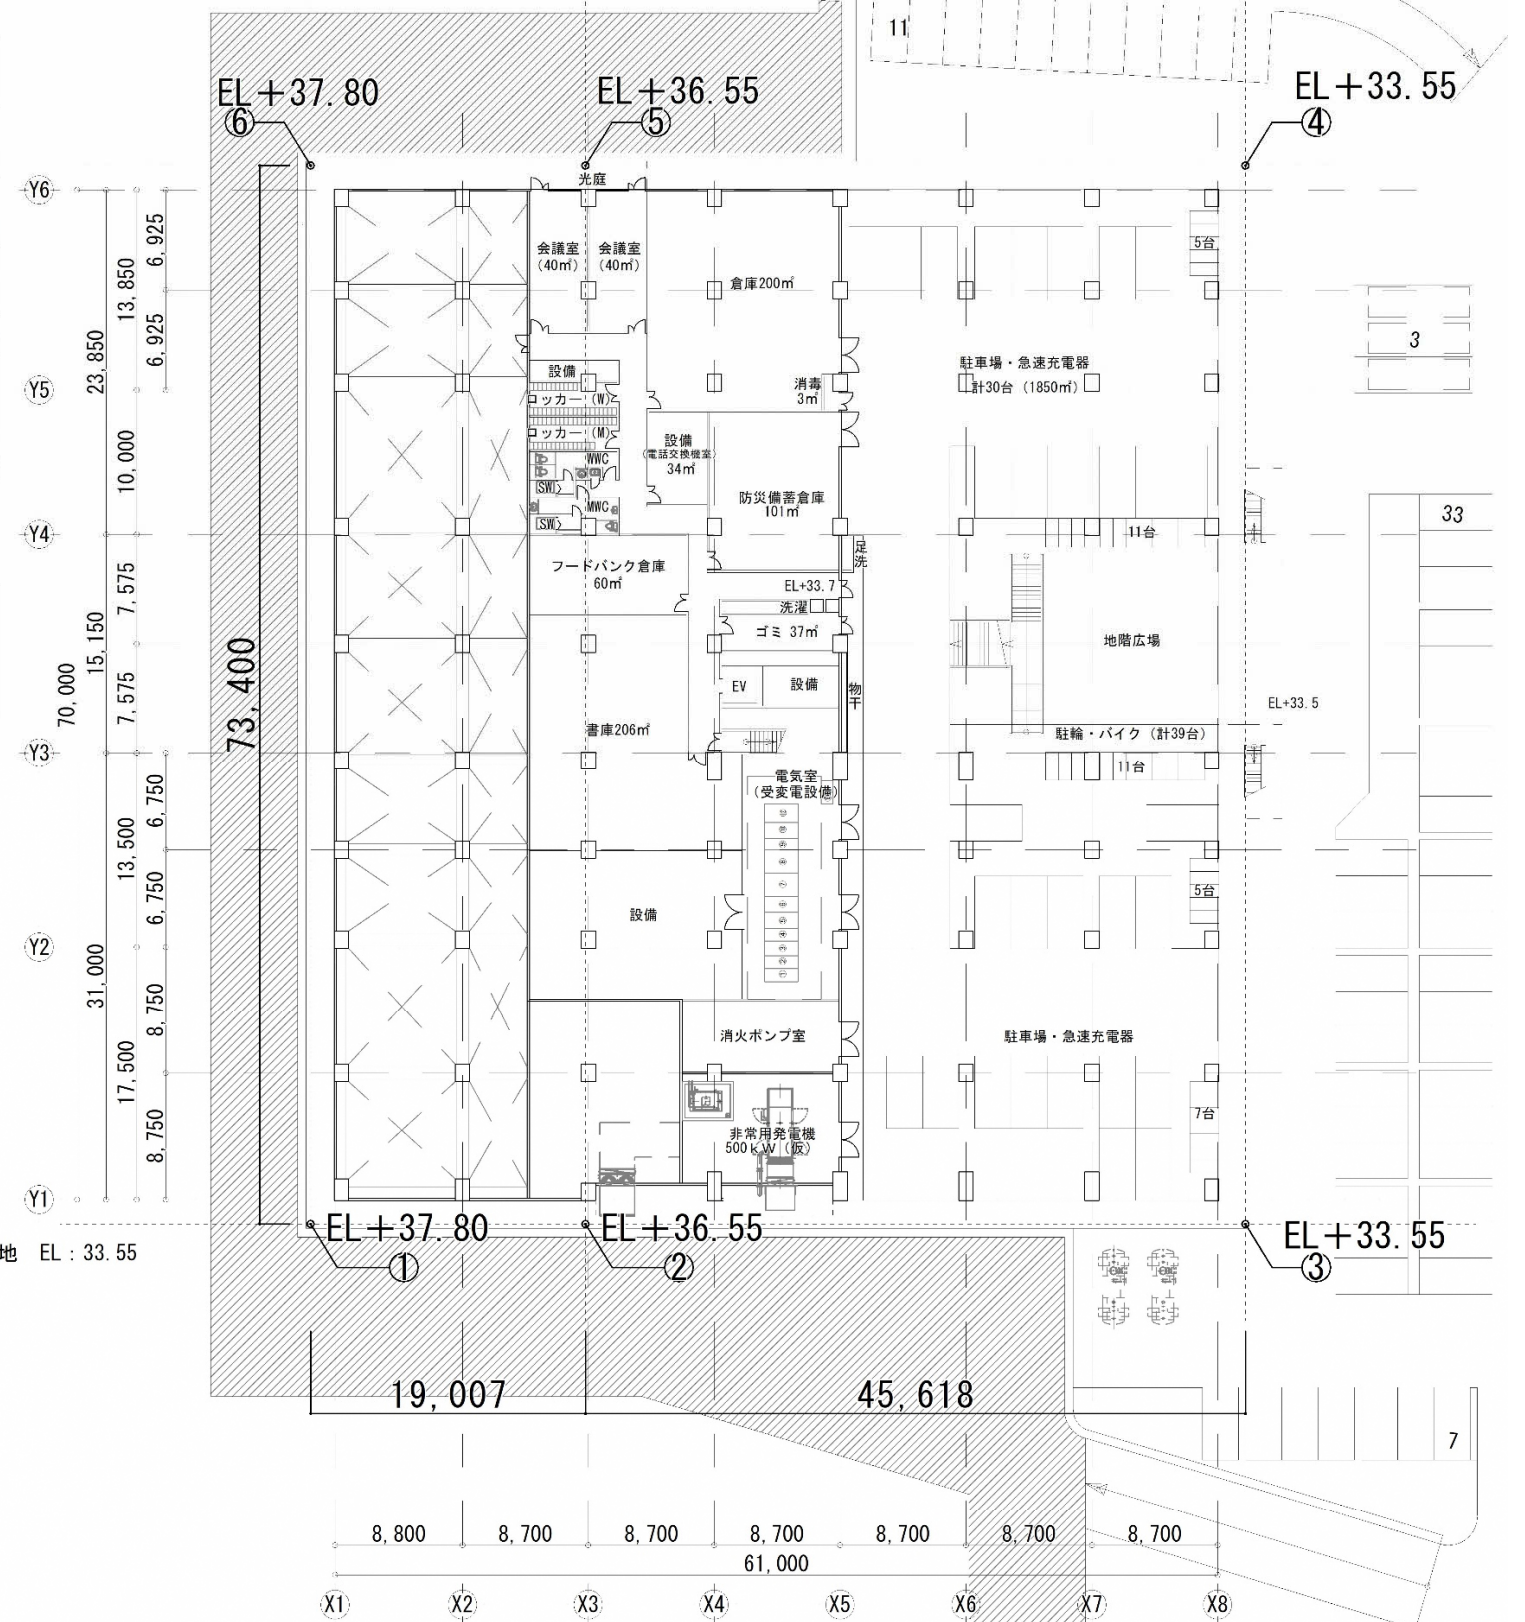 11
EL+37.80
⑥
EL+36.55
⑤
EL+33.55
④
Y6
Y5
Y4
Y3
Y2
Y1
70,000
23,850
15,150
31,000
13,850
10,000
7,575
7,575
13,500
17,500
6,925
6,925
6,750
6,750
8,750
8,750
73,400
光庭
会議室
(40㎡)
会議室
(40㎡)
倉庫200㎡
5台
設備
ロッカー (W)
ロッカー (M)
消毒
3㎡
駐車場・急速充電器
計30台 (1850㎡)
3
設備
(電話交換機室)
34㎡
WWC
SW
MWC
SW
防災備蓄倉庫
101㎡
11台
33
足洗
フードバンク倉庫
60㎡
EL+33.7
洗濯
ゴミ 37㎡
EV
設備
物干
地階広場
EL+33.5
書庫206㎡
駐輪・バイク (計39台)
11台
電気室
(受変電設備)
5台
設備
消火ポンプ室
駐車場・急速充電器
非常用発電機
500kW (仮)
7台
EL+37.80
①
EL+36.55
②
EL+33.55
③
地 EL：33.55
19,007
45,618
7
8,800
8,700
8,700
8,700
8,700
8,700
8,700
61,000
X1
X2
X3
X4
X5
X6
X7
X8